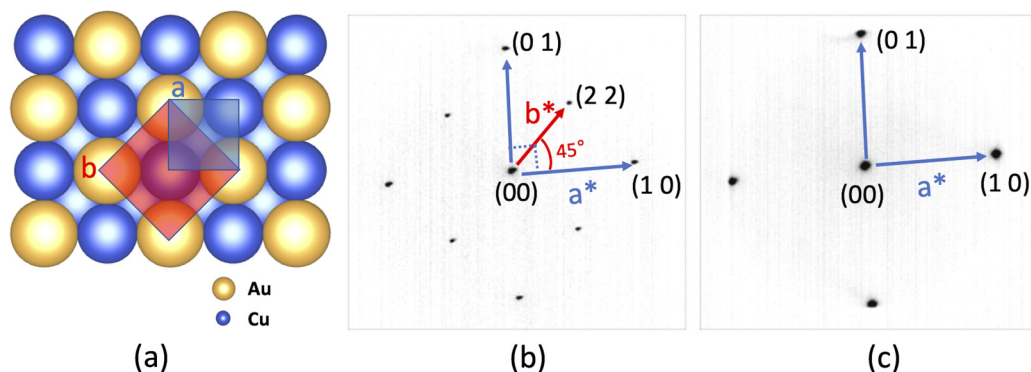 a
b
Au
Cu
(a)
(0 1)
(2 2)
b*
45°
(00)
a*
(1 0)
(b)
(0 1)
(00)
a*
(1 0)
(c)